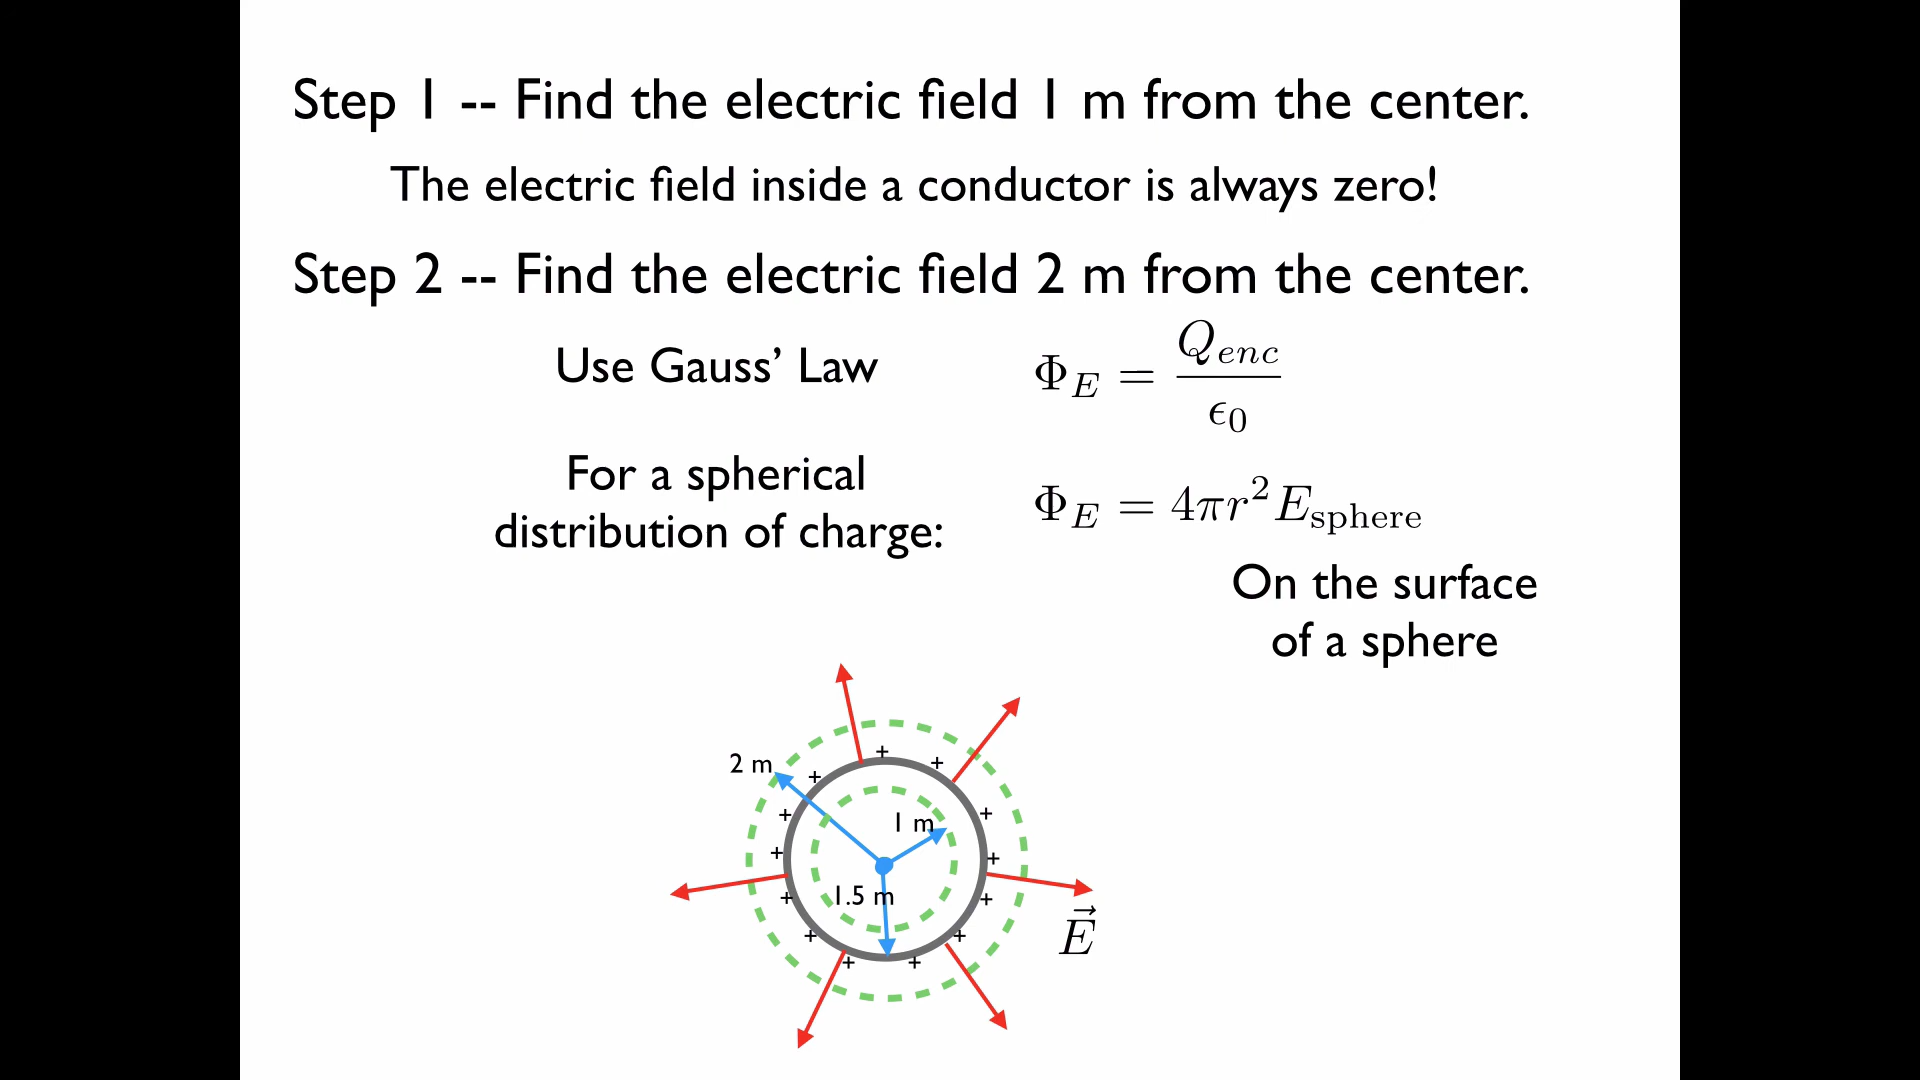 Step 1 -- Find the electric field 1 m from the center.
The electric field inside a conductor is always zero!
Step 2 -- Find the electric field 2 m from the center.
Use Gauss’ Law
Φ_E = Q_enc / ϵ_0
For a spherical
distribution of charge:
Φ_E = 4πr² E_sphere
On the surface
of a sphere
2 m
1 m
1.5 m
+ + + + + + + + + + + + + + +
E⃗